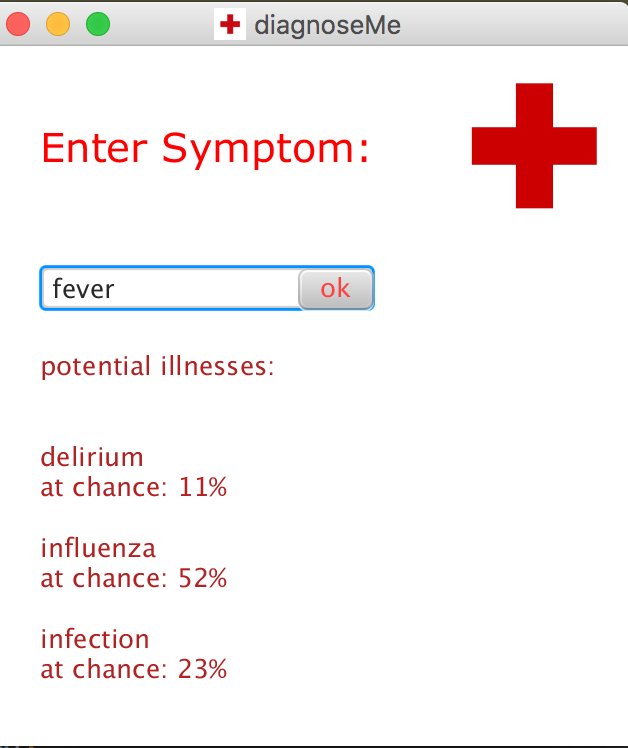 diagnoseMe
Enter Symptom:
fever
ok
potential illnesses:
delirium
at chance: 11%
influenza
at chance: 52%
infection
at chance: 23%